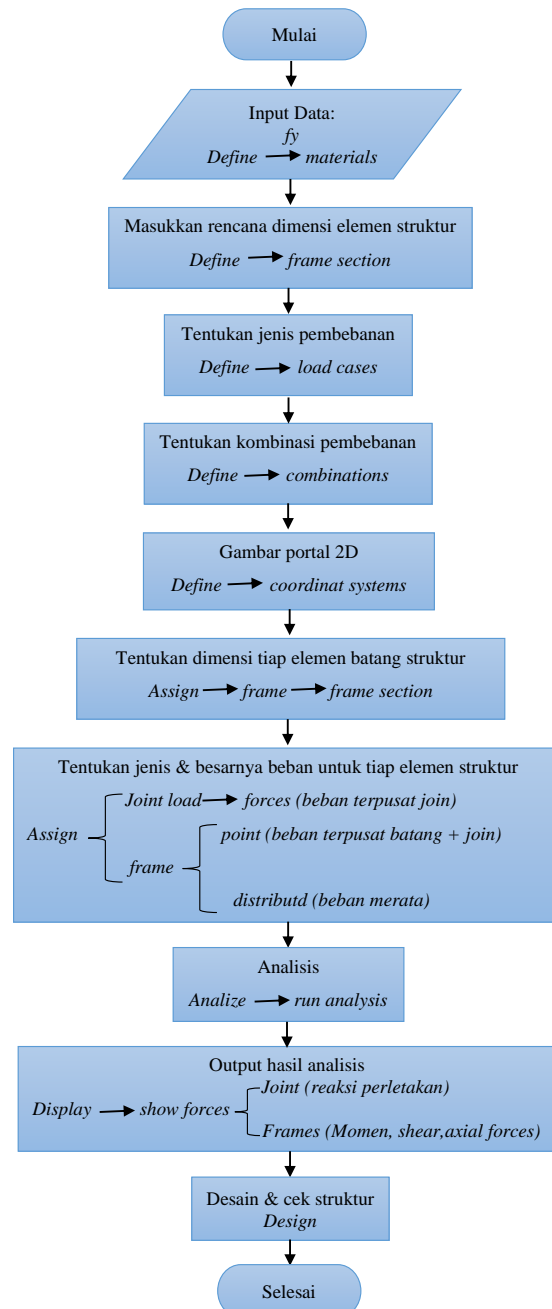 Mulai
Input Data:
fy
Define materials
Masukkan rencana dimensi elemen struktur
Define frame section
Tentukan jenis pembebanan
Define load cases
Tentukan kombinasi pembebanan
Define combinations
Gambar portal 2D
Define coordinat systems
Tentukan dimensi tiap elemen batang struktur
Assign frame frame section
Tentukan jenis & besarnya beban untuk tiap elemen struktur
Joint load forces (beban terpusat join)
Assign
point (beban terpusat batang + join)
frame
distributd (beban merata)
Analisis
Analize run analysis
Output hasil analisis
Joint (reaksi perletakan)
Display show forces
Frames (Momen, shear,axial forces)
Desain & cek struktur
Design
Selesai